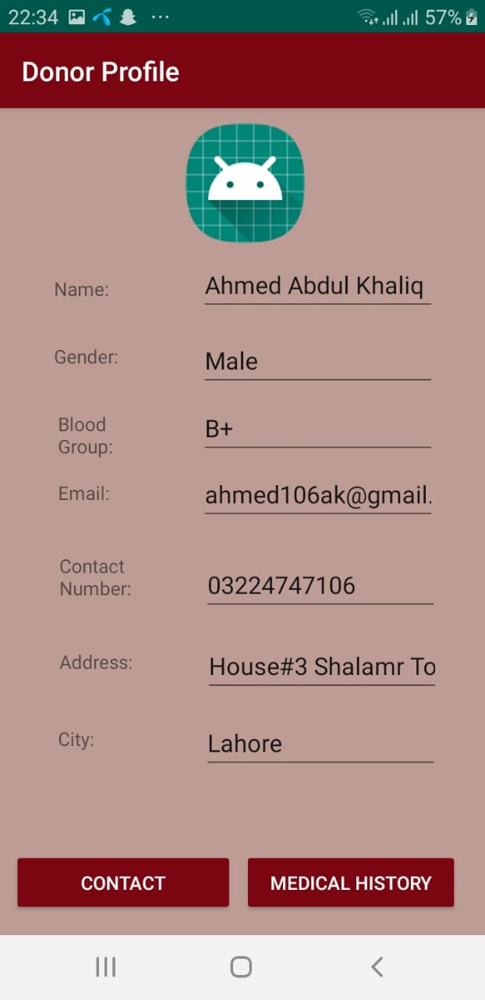 22:34 ... 57%
Donor Profile
Name: Ahmed Abdul Khaliq
Gender: Male
Blood
Group: B+
Email: ahmed106ak@gmail.
Contact
Number: 03224747106
Address: House#3 Shalamr To
City: Lahore
CONTACT MEDICAL HISTORY